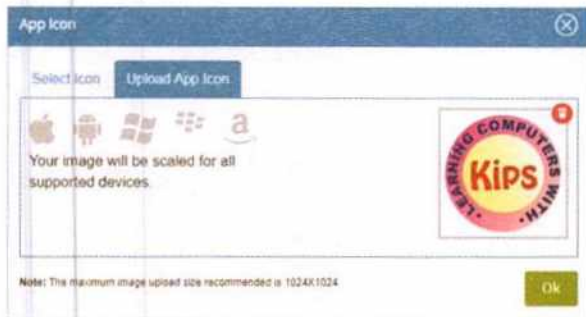 App Icon
Select Icon Upload App Icon
a
Your image will be scaled for all
supported devices.
LEARNING COMPUTERS WITH
Kips
Note: The maximum image upload size recommended is 1024X1024
Ok